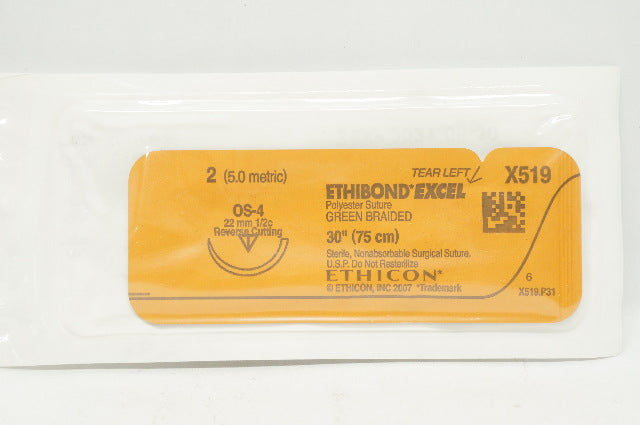 TEAR LEFT
X519
2 (5.0 metric)
ETHIBOND*EXCEL
Polyester Suture
GREEN BRAIDED
OS-4
22 mm 1/2c
Reverse Cutting
30" (75 cm)
Sterile, Nonabsorbable Surgical Suture,
U.S.P. Do Not Resterilize
ETHICON*
© ETHICON, INC 2007 *Trademark
6
X519.P31